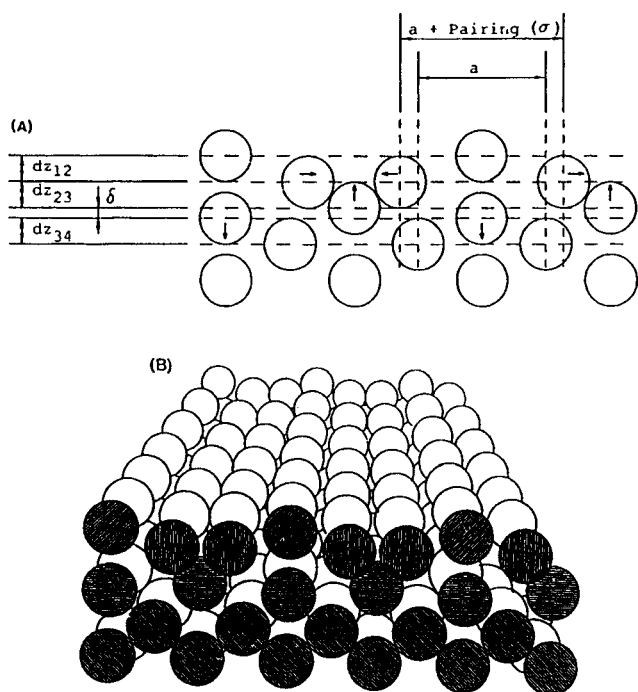 a + Pairing (σ)
a
(A)
dz12
dz23
δ
dz34
(B)